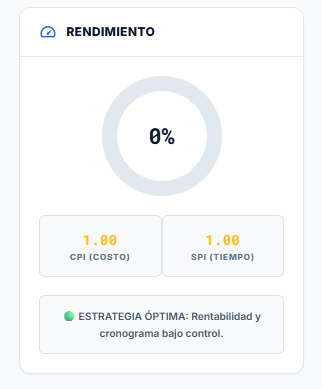 RENDIMIENTO
0%
1.00
CPI (COSTO)
1.00
SPI (TIEMPO)
ESTRATEGIA ÓPTIMA: Rentabilidad y
cronograma bajo control.